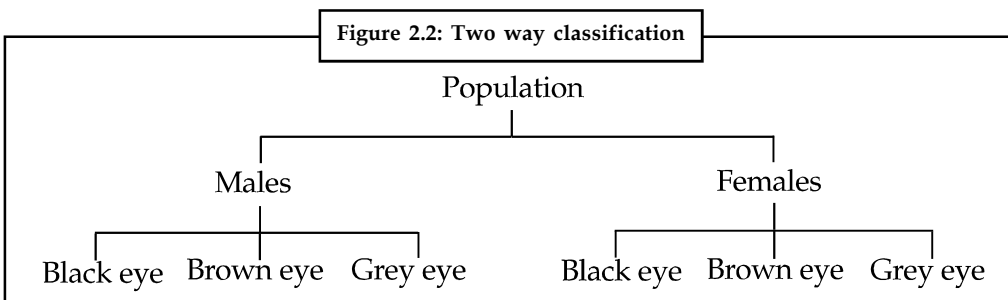 Figure 2.2: Two way classification
Population
Males Females
Black eye Brown eye Grey eye Black eye Brown eye Grey eye